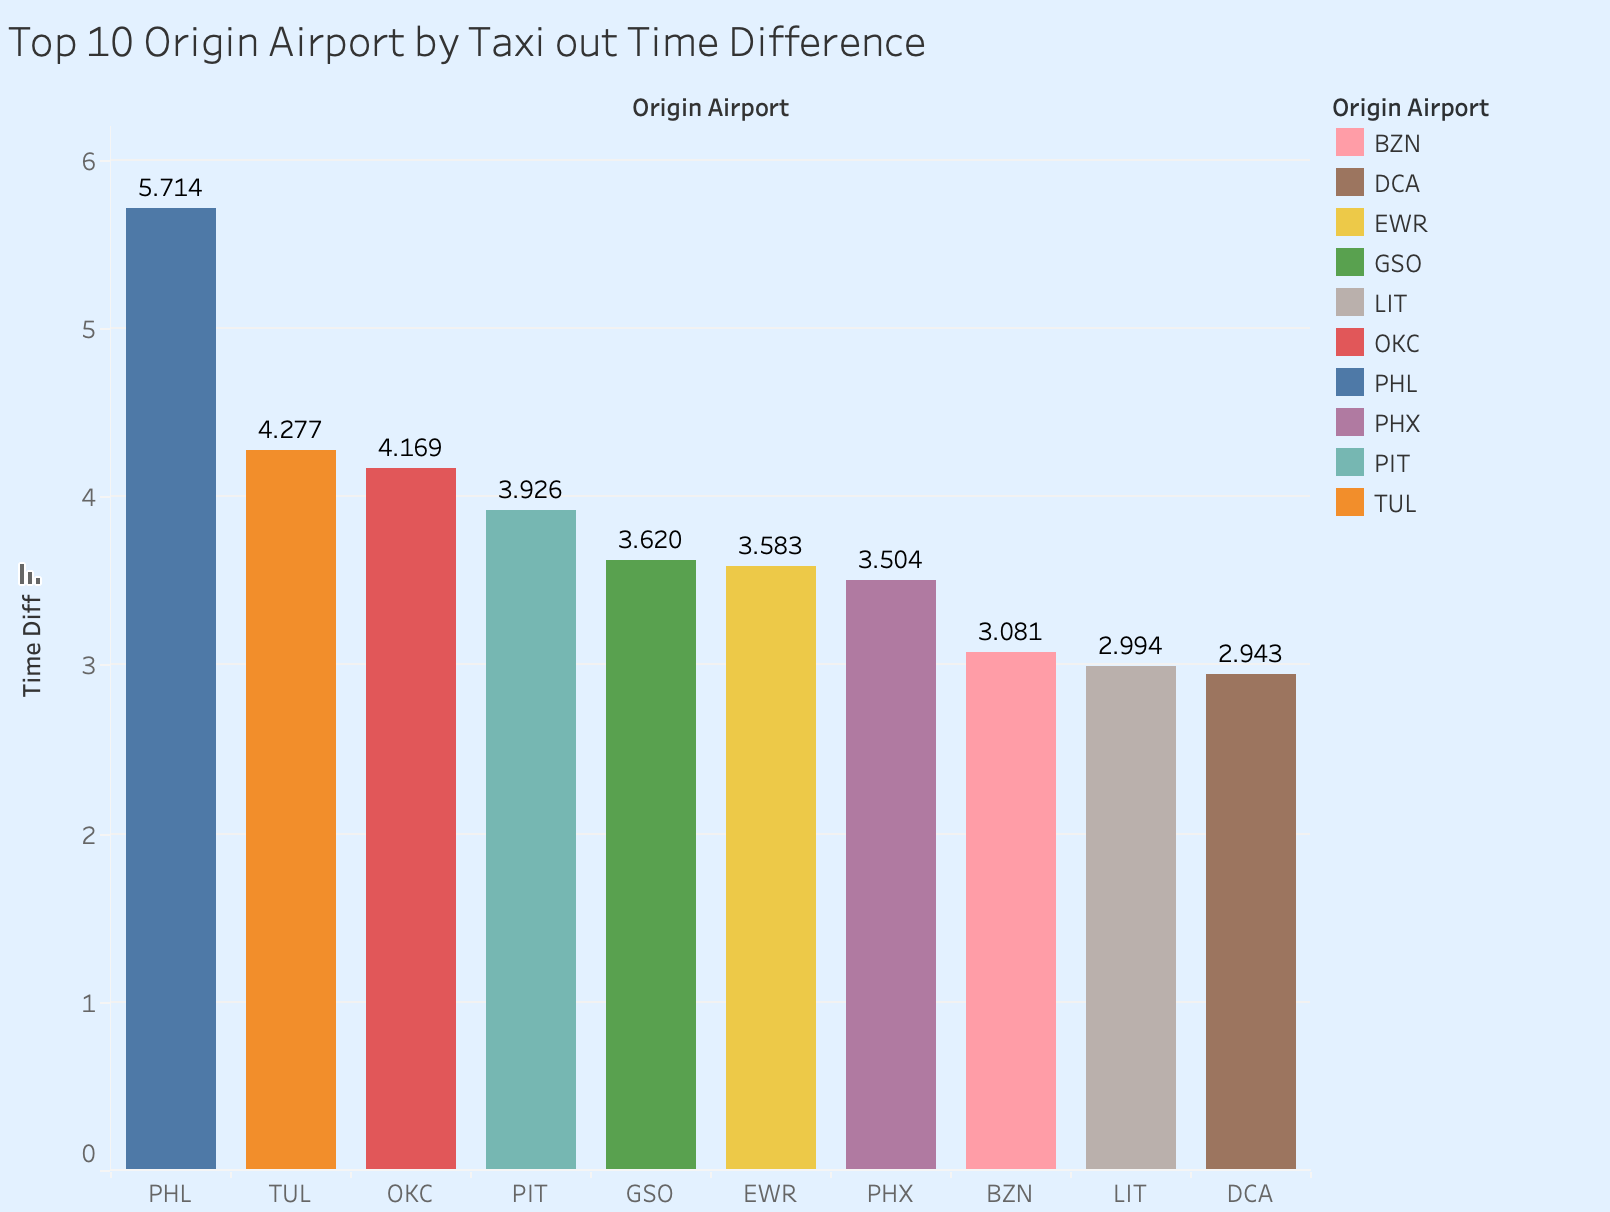 Top 10 Origin Airport by Taxi out Time Difference
Origin Airport
6
5
4
3
2
1
0
Time Diff
5.714
4.277
4.169
3.926
3.620
3.583
3.504
3.081
2.994
2.943
PHL
TUL
OKC
PIT
GSO
EWR
PHX
BZN
LIT
DCA
Origin Airport
BZN
DCA
EWR
GSO
LIT
OKC
PHL
PHX
PIT
TUL